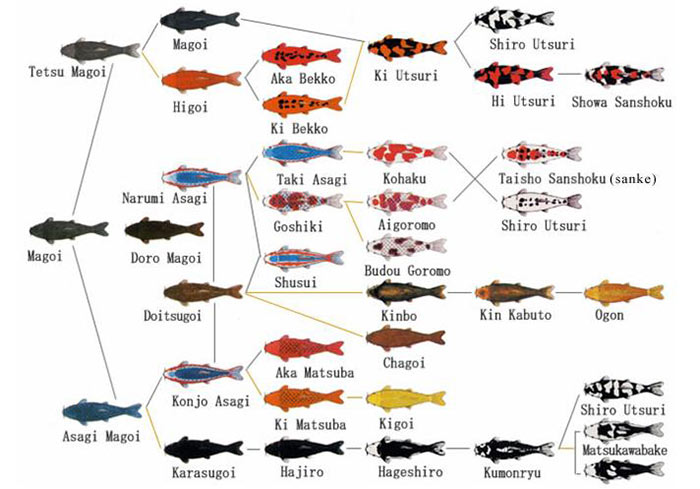 Magoi
Shiro Utsuri
Tetsu Magoi
Higoi
Aka Bekko
Ki Utsuri
Hi Utsuri
Showa Sanshoku
Ki Bekko
Narumi Asagi
Taki Asagi
Kohaku
Taisho Sanshoku (sanke)
Goshiki
Aigoromo
Shiro Utsuri
Magoi
Doro Magoi
Shusui
Budou Goromo
Doitsugoi
Kinbo
Kin Kabuto
Ogon
Chagoi
Konjo Asagi
Aka Matsuba
Asagi Magoi
Ki Matsuba
Kigoi
Shiro Utsuri
Karasugoi
Hajiro
Hageshiro
Kumonryu
Matsukawabake